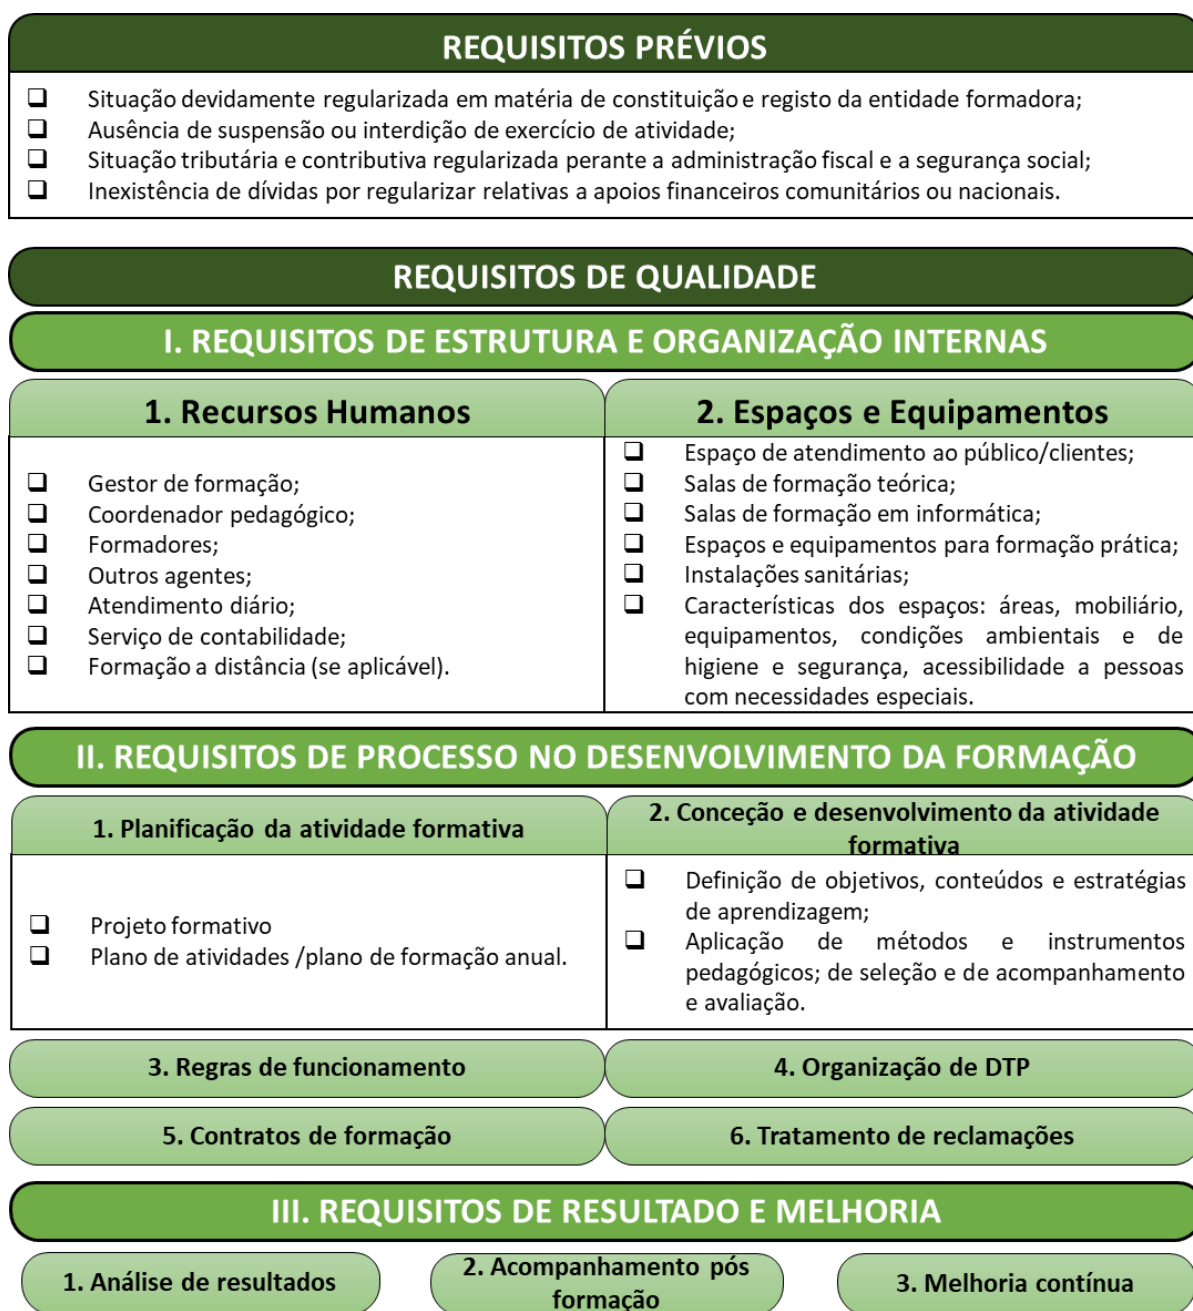 REQUISITOS PRÉVIOS
❑ Situação devidamente regularizada em matéria de constituição e registo da entidade formadora;
❑ Ausência de suspensão ou interdição de exercício de atividade;
❑ Situação tributária e contributiva regularizada perante a administração fiscal e a segurança social;
❑ Inexistência de dívidas por regularizar relativas a apoios financeiros comunitários ou nacionais.
REQUISITOS DE QUALIDADE
I. REQUISITOS DE ESTRUTURA E ORGANIZAÇÃO INTERNAS
1. Recursos Humanos
❑ Gestor de formação;
❑ Coordenador pedagógico;
❑ Formadores;
❑ Outros agentes;
❑ Atendimento diário;
❑ Serviço de contabilidade;
❑ Formação a distância (se aplicável).
2. Espaços e Equipamentos
❑ Espaço de atendimento ao público/clientes;
❑ Salas de formação teórica;
❑ Salas de formação em informática;
❑ Espaços e equipamentos para formação prática;
❑ Instalações sanitárias;
❑ Características dos espaços: áreas, mobiliário,
equipamentos, condições ambientais e de
higiene e segurança, acessibilidade a pessoas
com necessidades especiais.
II. REQUISITOS DE PROCESSO NO DESENVOLVIMENTO DA FORMAÇÃO
1. Planificação da atividade formativa
❑ Projeto formativo
❑ Plano de atividades /plano de formação anual.
2. Conceção e desenvolvimento da atividade
formativa
❑ Definição de objetivos, conteúdos e estratégias
de aprendizagem;
❑ Aplicação de métodos e instrumentos
pedagógicos; de seleção e de acompanhamento
e avaliação.
3. Regras de funcionamento
4. Organização de DTP
5. Contratos de formação
6. Tratamento de reclamações
III. REQUISITOS DE RESULTADO E MELHORIA
1. Análise de resultados
2. Acompanhamento pós
formação
3. Melhoria contínua